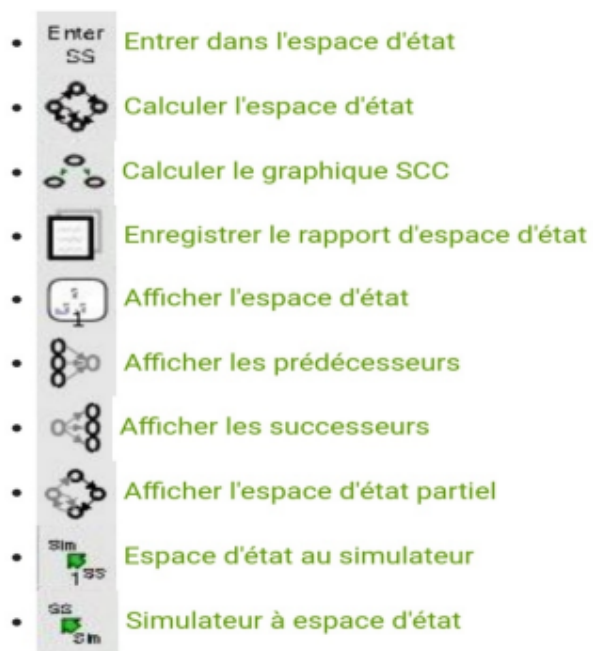 Enter
SS
Entrer dans l'espace d'état
Calculer l'espace d'état
Calculer le graphique SCC
Enregistrer le rapport d'espace d'état
1
Afficher l'espace d'état
Afficher les prédécesseurs
Afficher les successeurs
Afficher l'espace d'état partiel
Sim
1 SS
Espace d'état au simulateur
SS
Sim
Simulateur à espace d'état